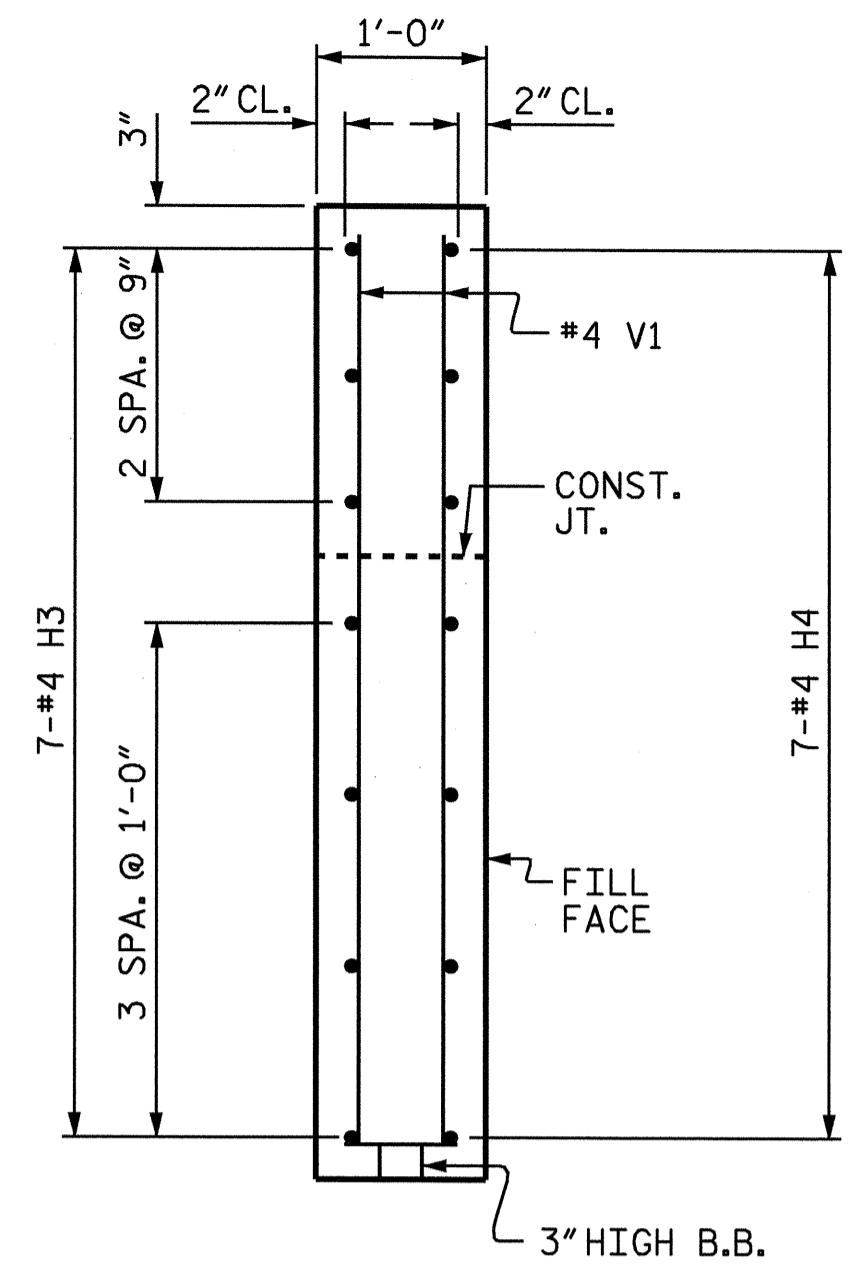 1'-0"
2" CL.
2" CL.
3"
2 SPA. @ 9"
#4 V1
CONST.
JT.
7-#4 H3
7-#4 H4
3 SPA. @ 1'-0"
FILL
FACE
3" HIGH B.B.